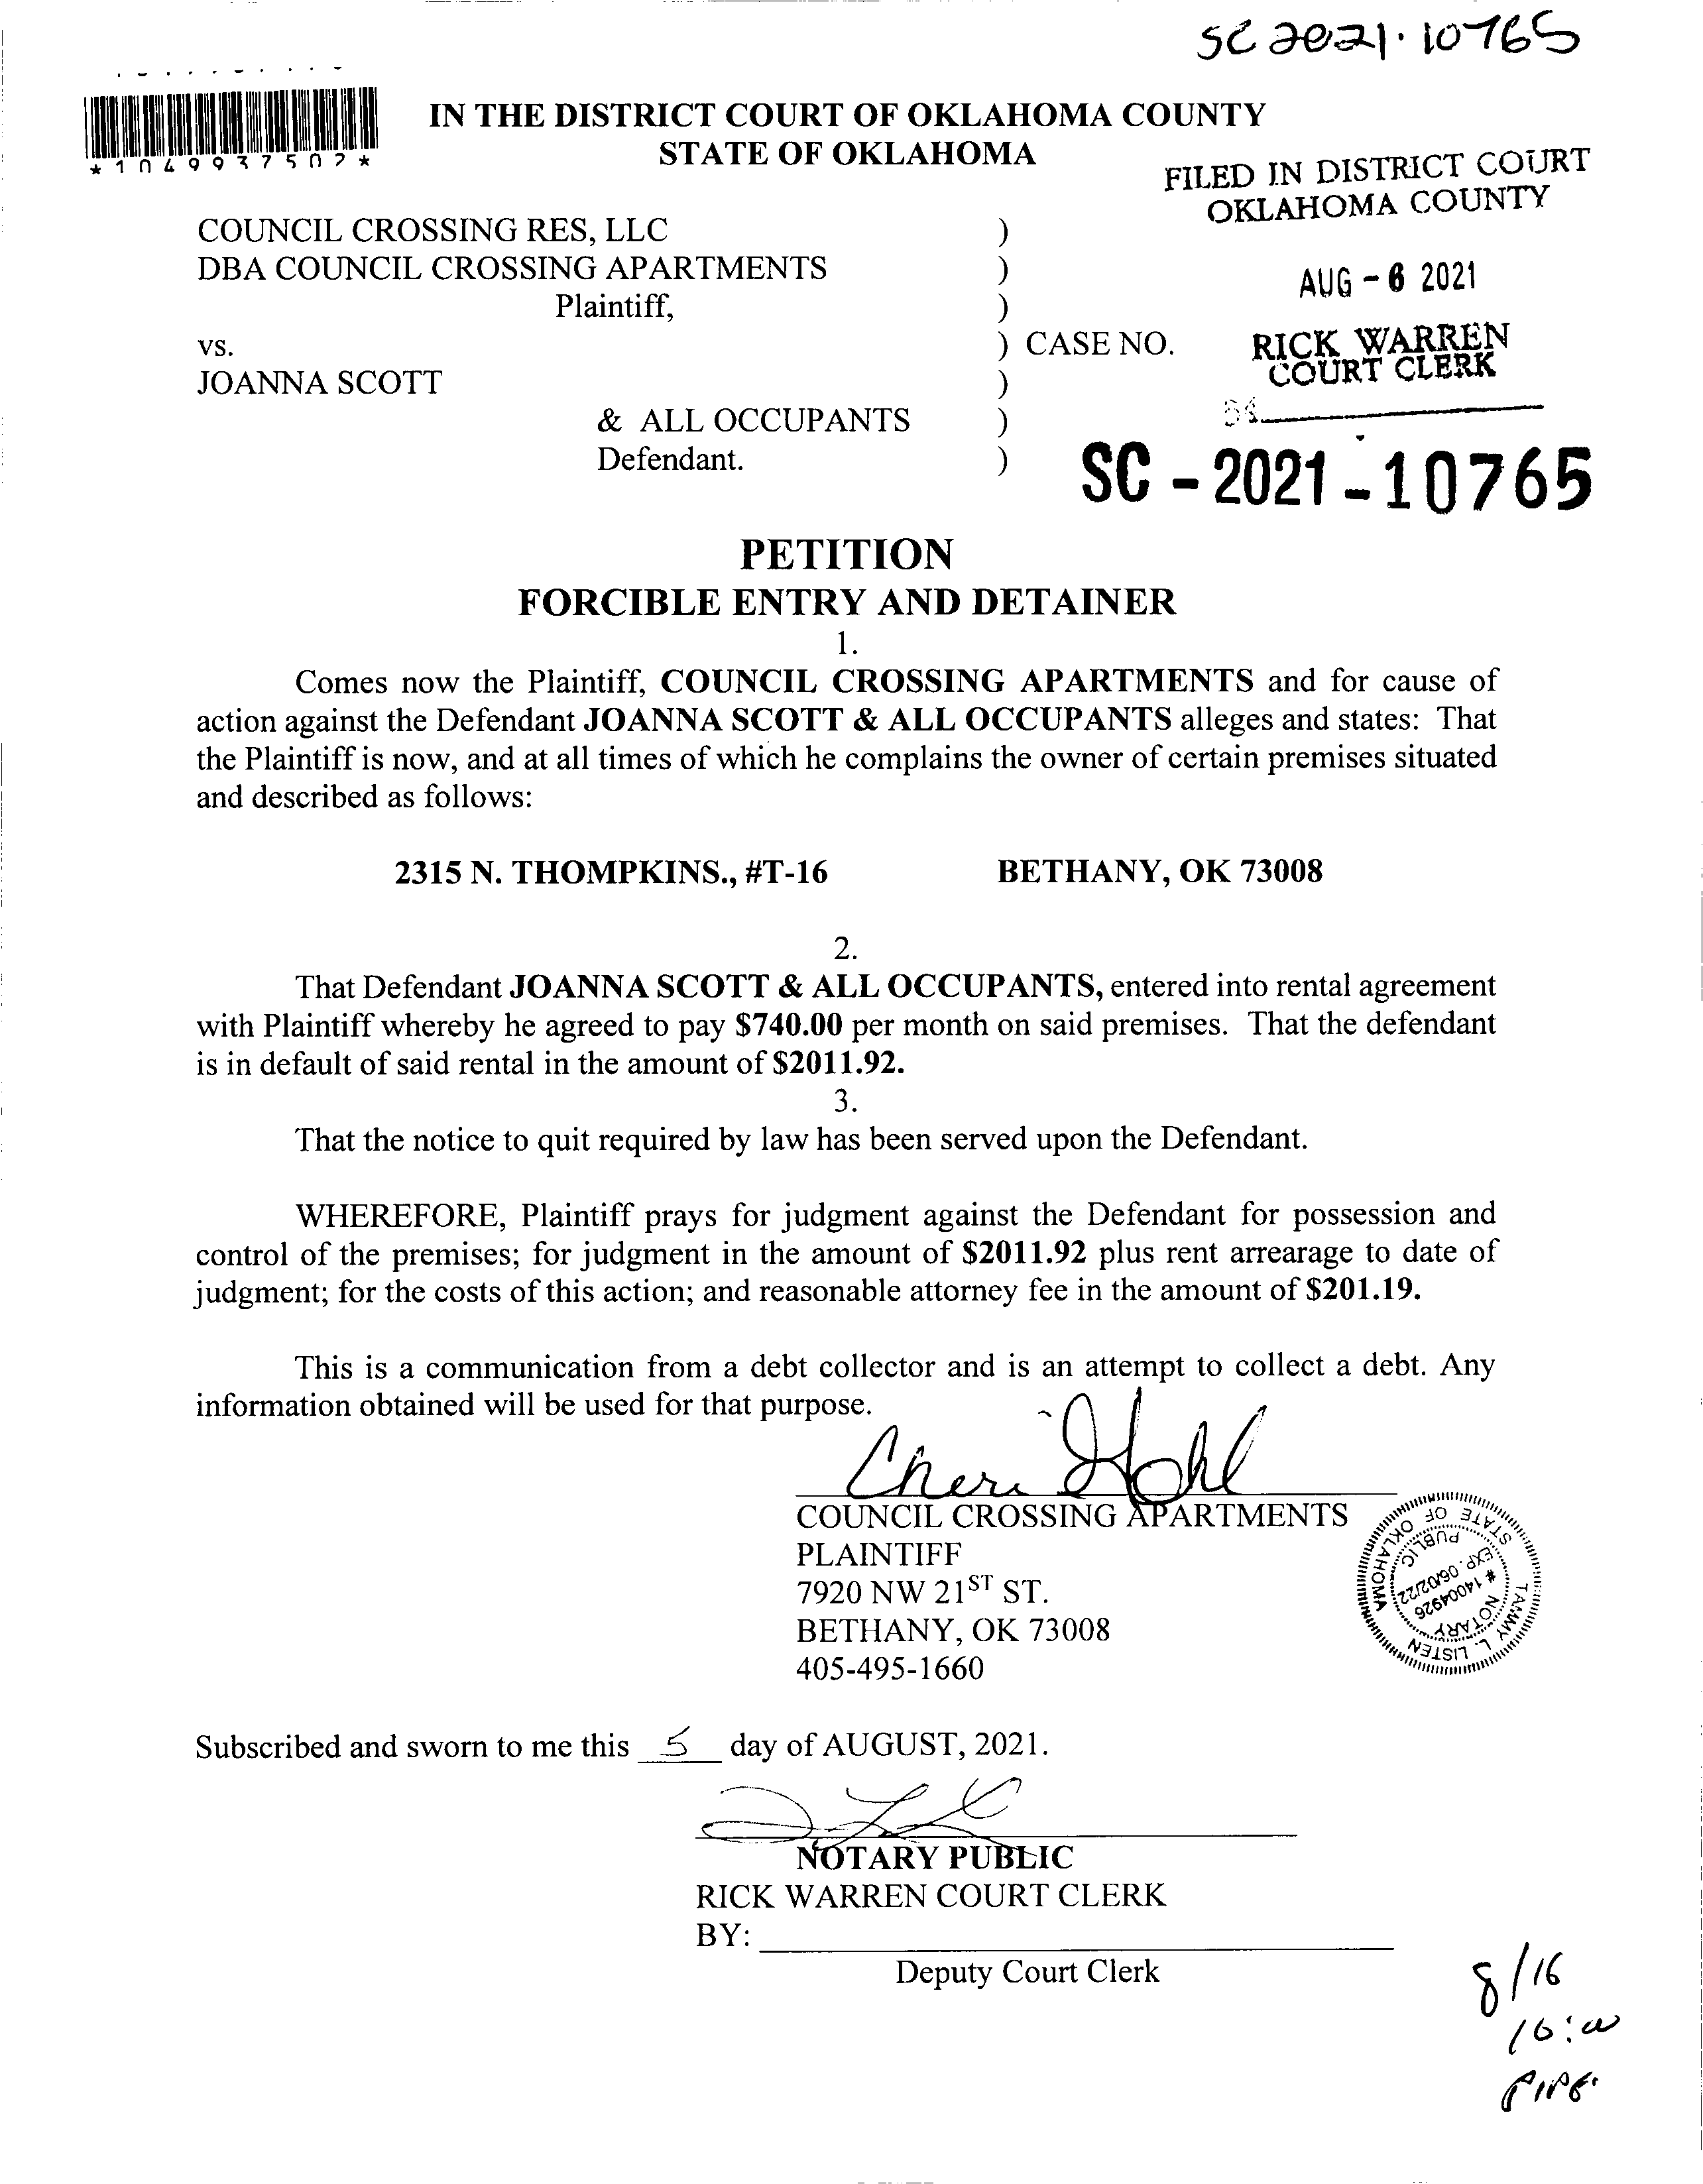 SC 2021-10765
*1049937502*
IN THE DISTRICT COURT OF OKLAHOMA COUNTY
STATE OF OKLAHOMA
FILED IN DISTRICT COURT
OKLAHOMA COUNTY
COUNCIL CROSSING RES, LLC )
DBA COUNCIL CROSSING APARTMENTS )
AUG - 6 2021
Plaintiff, )
vs. ) CASE NO.
RICK WARREN
COURT CLERK
JOANNA SCOTT )
& ALL OCCUPANTS )
Defendant. )
SC - 2021 - 10765
PETITION
FORCIBLE ENTRY AND DETAINER
1.
Comes now the Plaintiff, COUNCIL CROSSING APARTMENTS and for cause of
action against the Defendant JOANNA SCOTT & ALL OCCUPANTS alleges and states: That
the Plaintiff is now, and at all times of which he complains the owner of certain premises situated
and described as follows:
2315 N. THOMPKINS., #T-16 BETHANY, OK 73008
2.
That Defendant JOANNA SCOTT & ALL OCCUPANTS, entered into rental agreement
with Plaintiff whereby he agreed to pay $740.00 per month on said premises. That the defendant
is in default of said rental in the amount of $2011.92.
3.
That the notice to quit required by law has been served upon the Defendant.
WHEREFORE, Plaintiff prays for judgment against the Defendant for possession and
control of the premises; for judgment in the amount of $2011.92 plus rent arrearage to date of
judgment; for the costs of this action; and reasonable attorney fee in the amount of $201.19.
This is a communication from a debt collector and is an attempt to collect a debt. Any
information obtained will be used for that purpose.
Cheri Hohl
COUNCIL CROSSING APARTMENTS
PLAINTIFF
7920 NW 21ST ST.
BETHANY, OK 73008
405-495-1660
TAMMY L. LISTEN
STATE OF OKLAHOMA
NOTARY
# 14004926
EXP. 06/02/22
PUBLIC
Subscribed and sworn to me this 5 day of AUGUST, 2021.
NOTARY PUBLIC
RICK WARREN COURT CLERK
BY:
Deputy Court Clerk
8/16